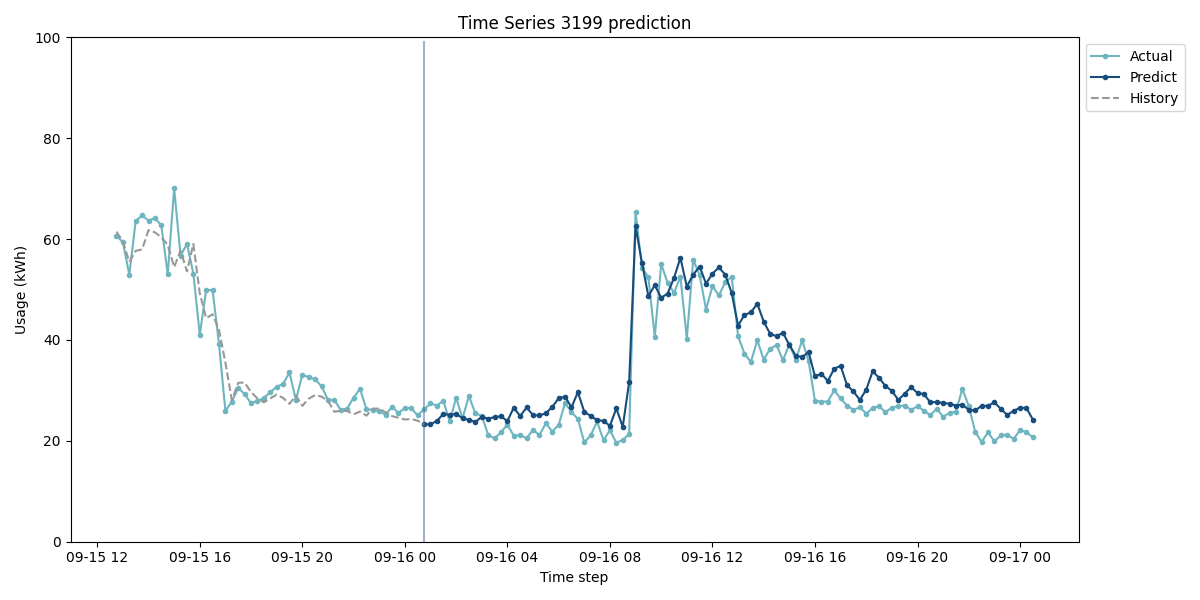 Time Series 3199 prediction
100
80
60
40
20
0
Usage (kWh)
09-15 12
09-15 16
09-15 20
09-16 00
09-16 04
09-16 08
09-16 12
09-16 16
09-16 20
09-17 00
Time step
Actual
Predict
History